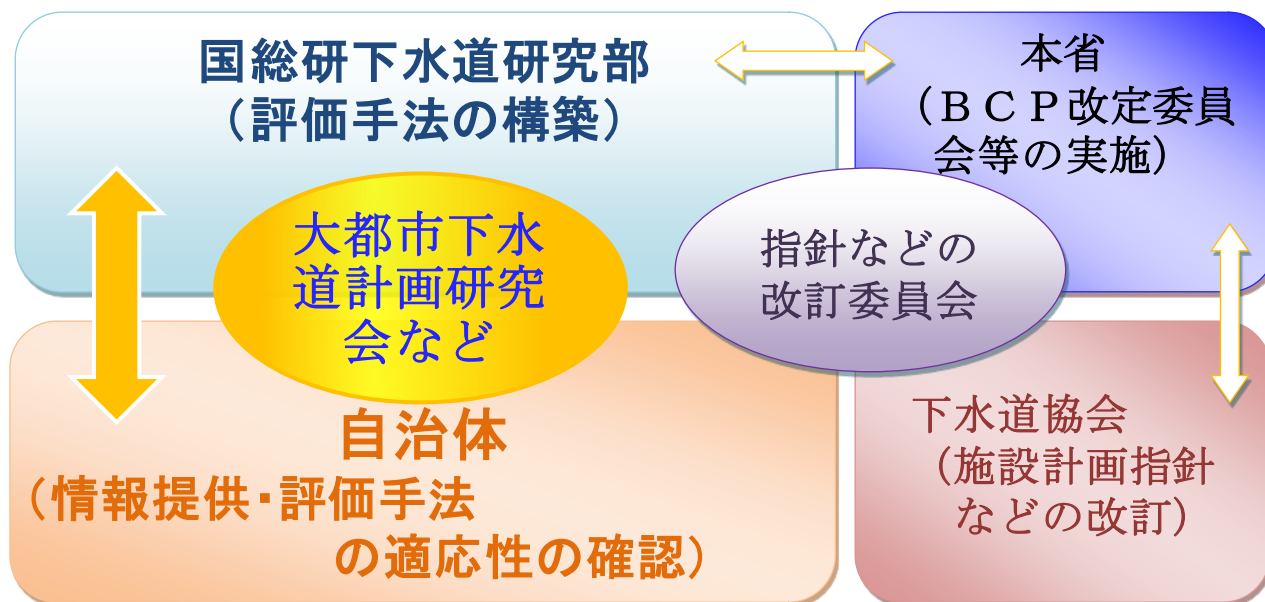 国総研下水道研究部
（評価手法の構築）
本省
（ＢＣＰ改定委員
会等の実施）
大都市下水
道計画研究
会など
指針などの
改訂委員会
自治体
（情報提供・評価手法
の適応性の確認）
下水道協会
（施設計画指針
などの改訂）